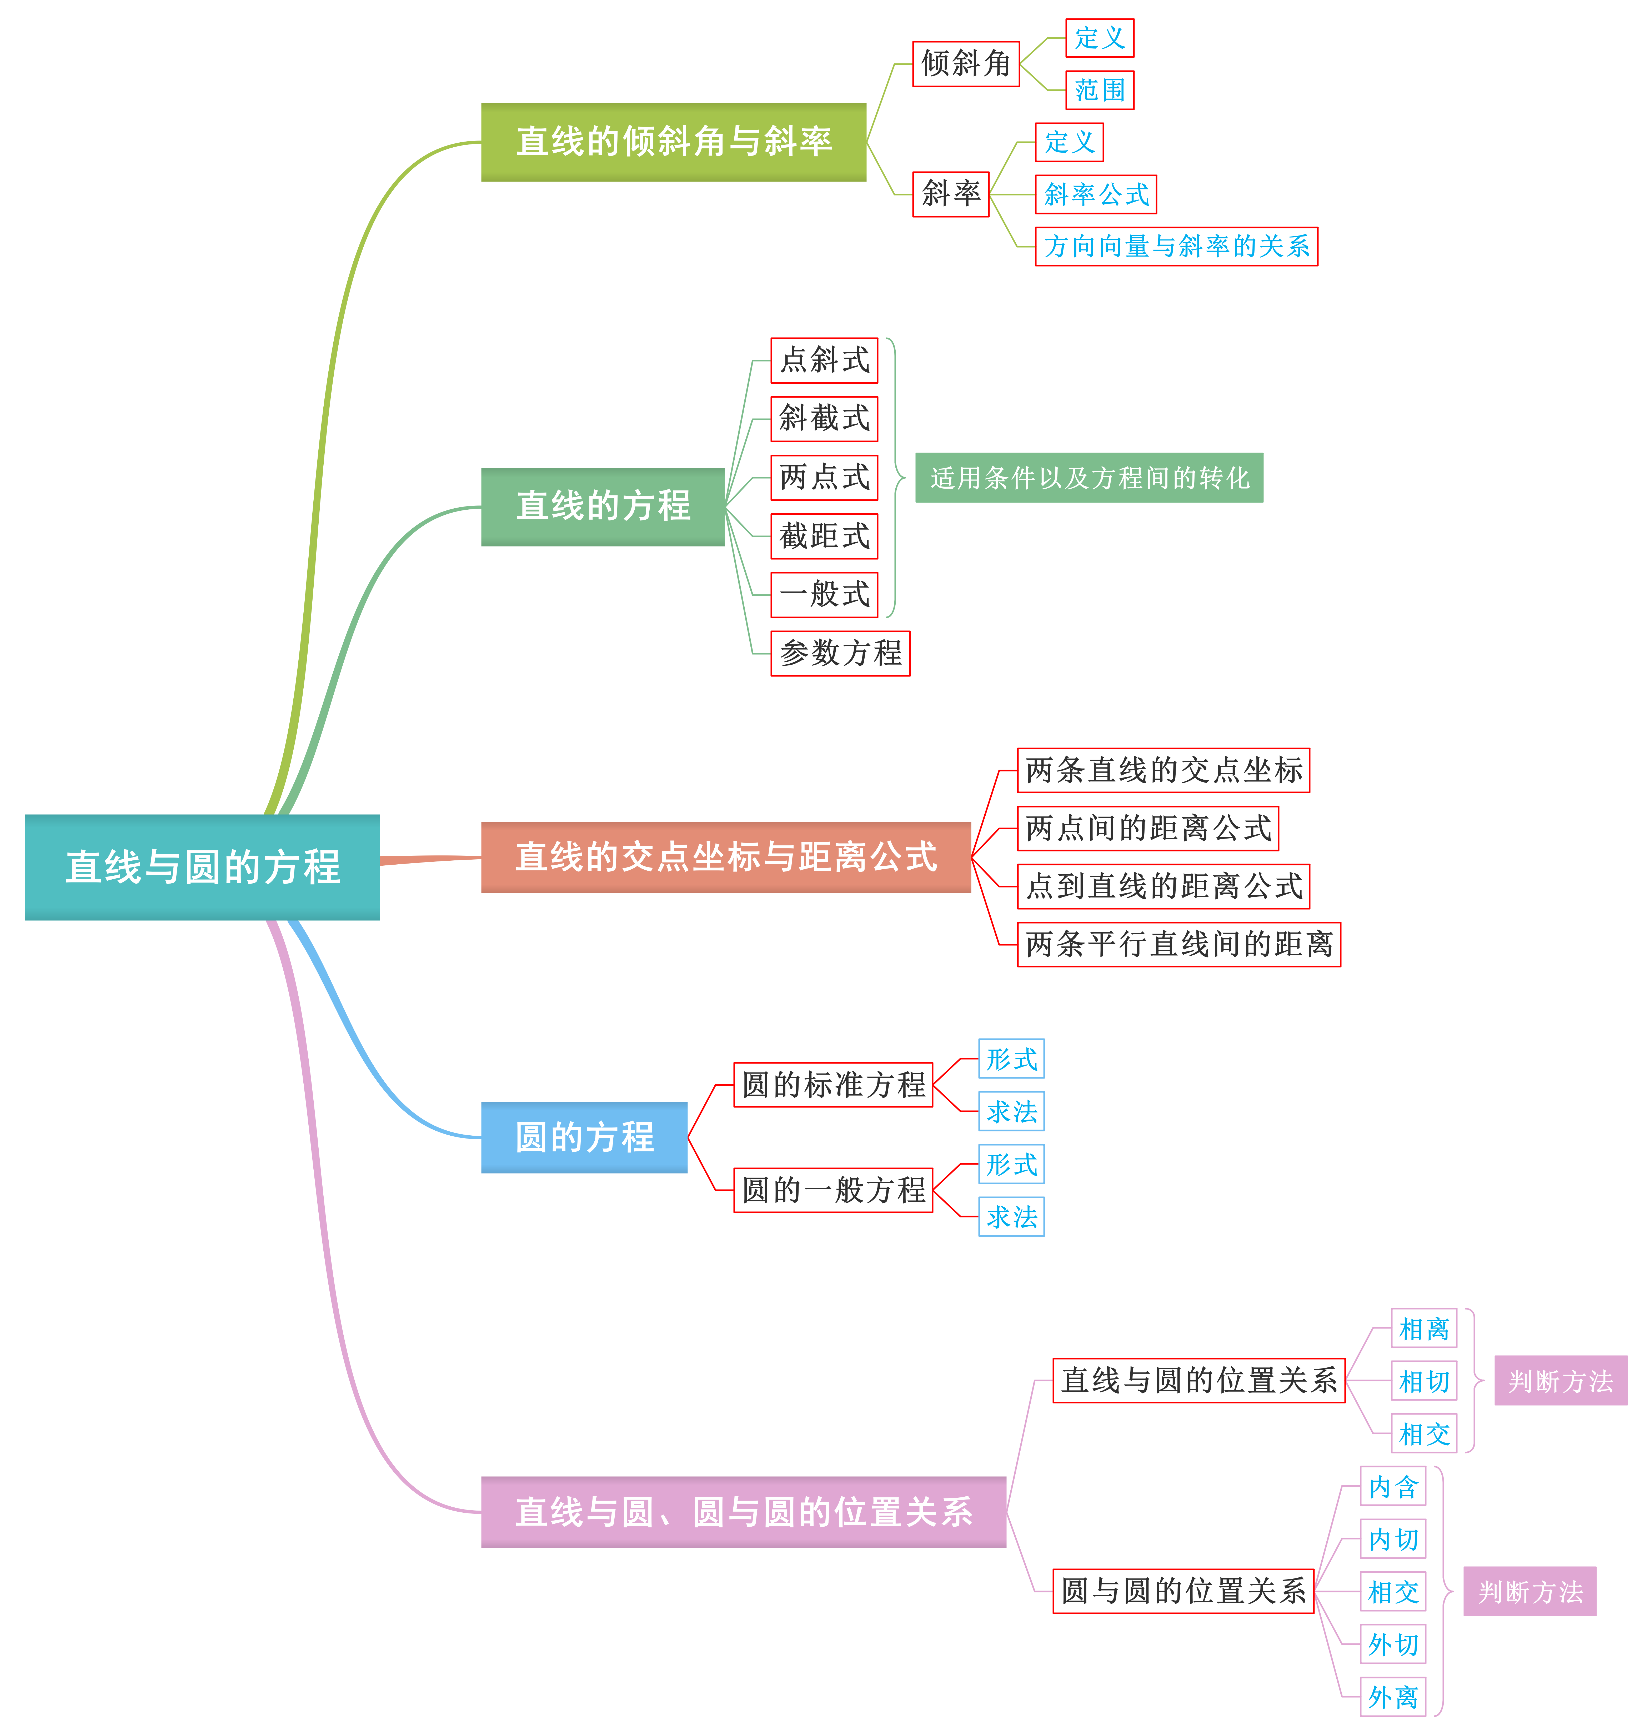 直线与圆的方程
直线的倾斜角与斜率
倾斜角
定义
范围
斜率
定义
斜率公式
方向向量与斜率的关系
直线的方程
点斜式
斜截式
两点式
截距式
一般式
适用条件以及方程间的转化
参数方程
直线的交点坐标与距离公式
两条直线的交点坐标
两点间的距离公式
点到直线的距离公式
两条平行直线间的距离
圆的方程
圆的标准方程
形式
求法
圆的一般方程
形式
求法
直线与圆、圆与圆的位置关系
直线与圆的位置关系
相离
相切
相交
判断方法
圆与圆的位置关系
内含
内切
相交
外切
外离
判断方法